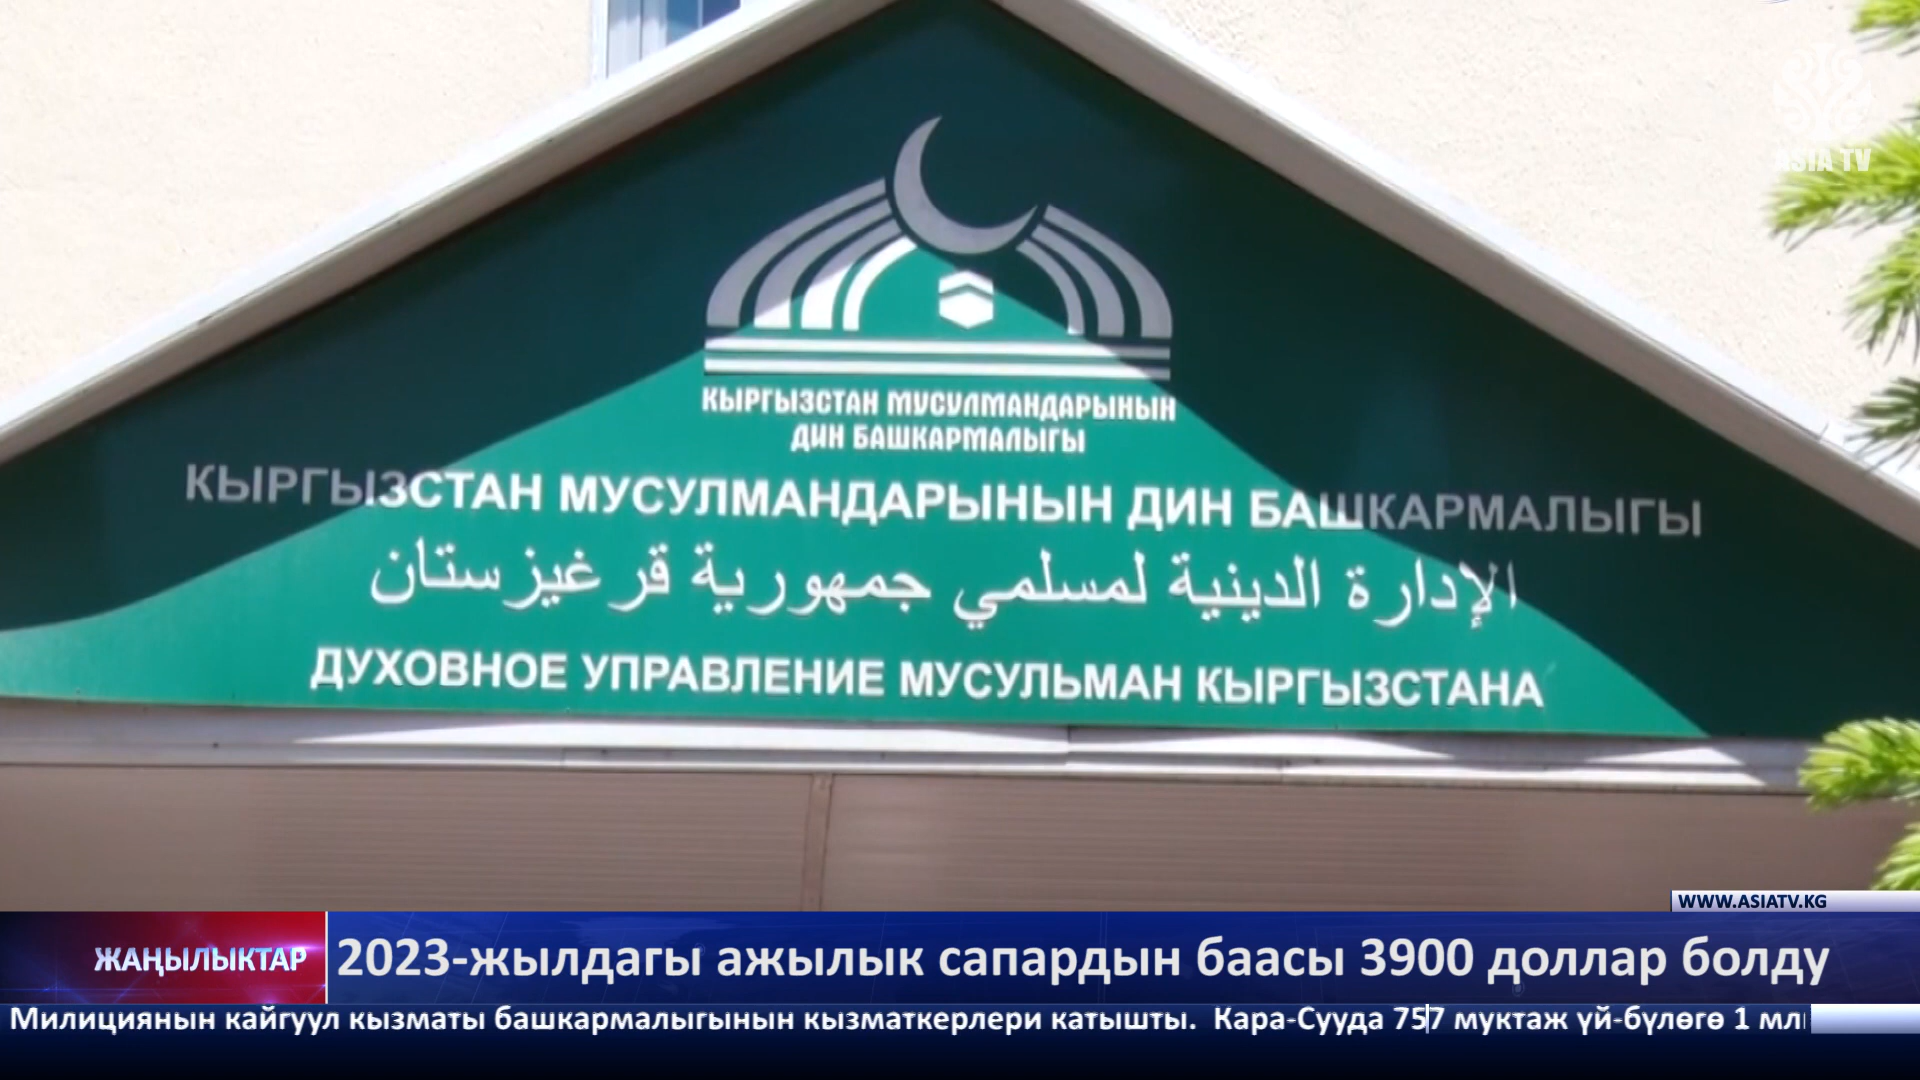 ASIA TV
КЫРГЫЗСТАН МУСУЛМАНДАРЫНЫН
ДИН БАШКАРМАЛЫГЫ
КЫРГЫЗСТАН МУСУЛМАНДАРЫНЫН ДИН БАШКАРМАЛЫГЫ
الإدارة الدينية لمسلمي جمهورية قرغيزستان
ДУХОВНОЕ УПРАВЛЕНИЕ МУСУЛЬМАН КЫРГЫЗСТАНА
WWW.ASIATV.KG
ЖАҢЫЛЫКТАР
2023-жылдагы ажылык сапардын баасы 3900 доллар болду
Милициянын кайгуул кызматы башкармалыгынын кызматкерлери катышты. Кара-Сууда 757 муктаж үй-бүлөгө 1